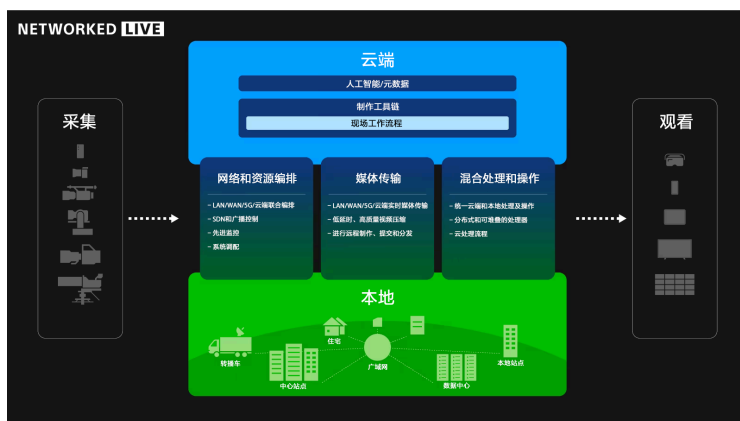 NETWORKED LIVE
云端
人工智能/元数据
制作工具链
现场工作流程
采集
观看
网络和资源编排
– LAN/WAN/5G/云端联合编排
– SDN和广播控制
– 先进监控
– 系统调配
媒体传输
– LAN/WAN/5G/云端实时媒体传输
– 低延时、高质量视频压缩
– 进行远程制作、提交和分发
混合处理和操作
– 统一云端和本地处理及操作
– 分布式和可堆叠的处理器
– 云处理流程
本地
转播车
中心站点
住宅
广域网
数据中心
本地站点